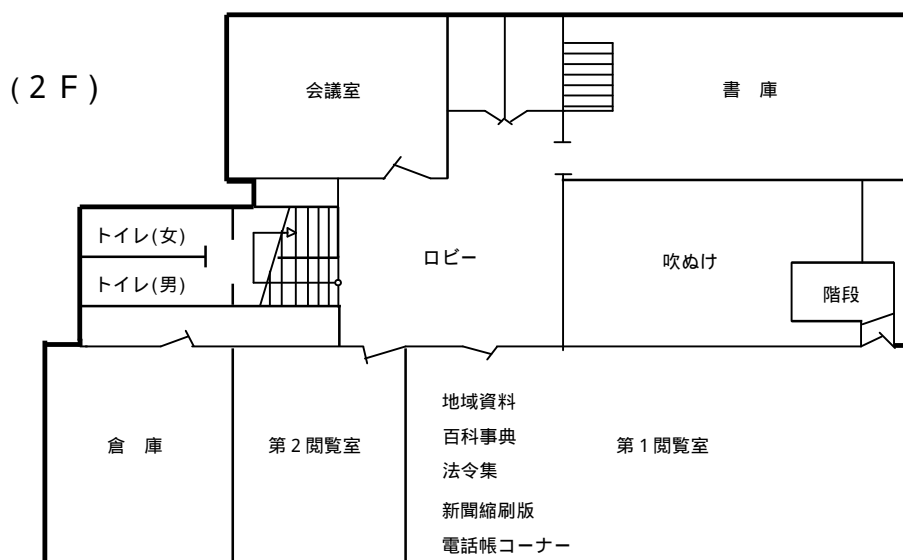 (２Ｆ)
会議室
書　庫
トイレ(女)
トイレ(男)
ロビー
吹ぬけ
階段
倉　庫
第２閲覧室
地域資料
百科事典
法令集
新聞縮刷版
電話帳コーナー
第１閲覧室